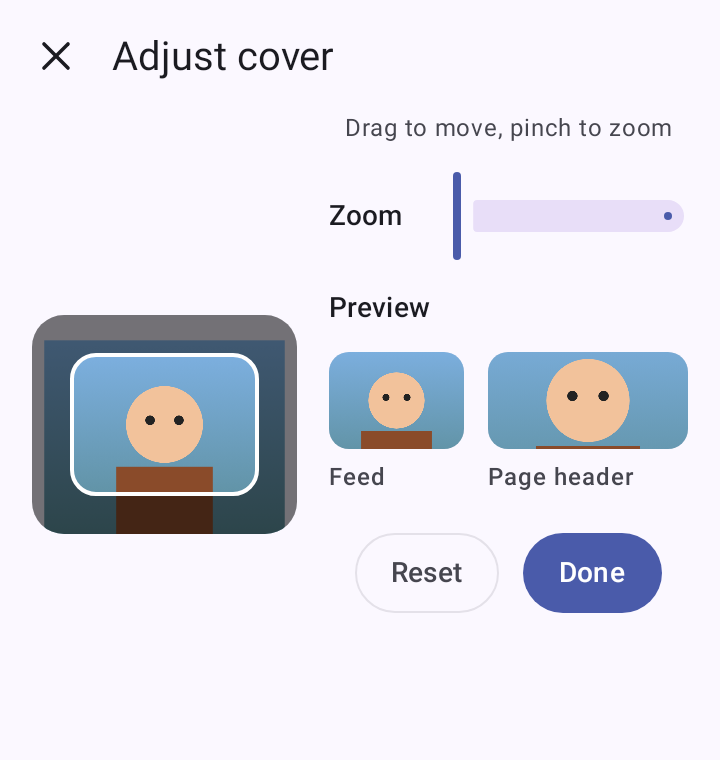 Adjust cover
Drag to move, pinch to zoom
Zoom
Preview
Feed
Page header
Reset
Done